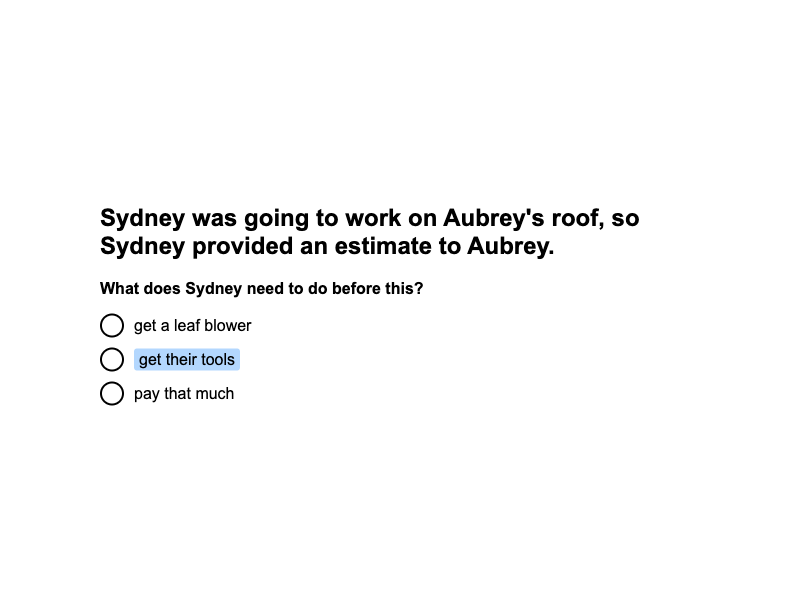 Sydney was going to work on Aubrey's roof, so
Sydney provided an estimate to Aubrey.
What does Sydney need to do before this?
get a leaf blower
get their tools
pay that much